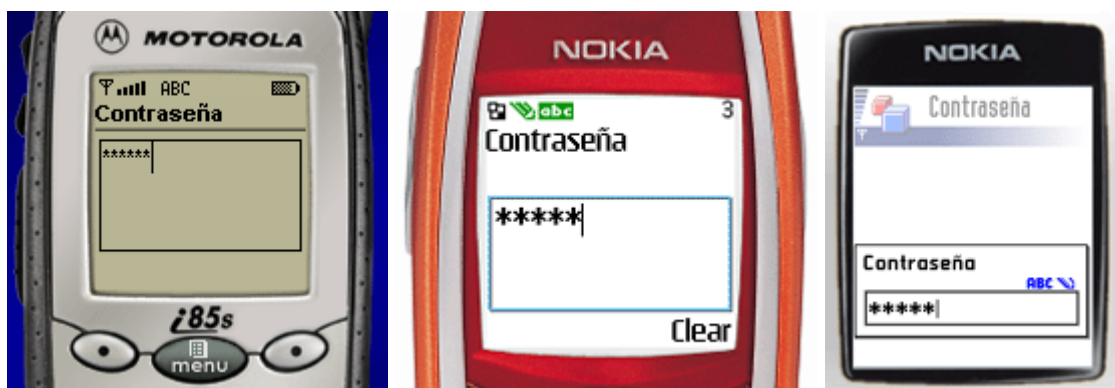 MOTOROLA
ABC
Contraseña
******
i85s
menu
NOKIA
abc
3
Contraseña
*****
Clear
NOKIA
Contraseña
Contraseña
ABC
*****